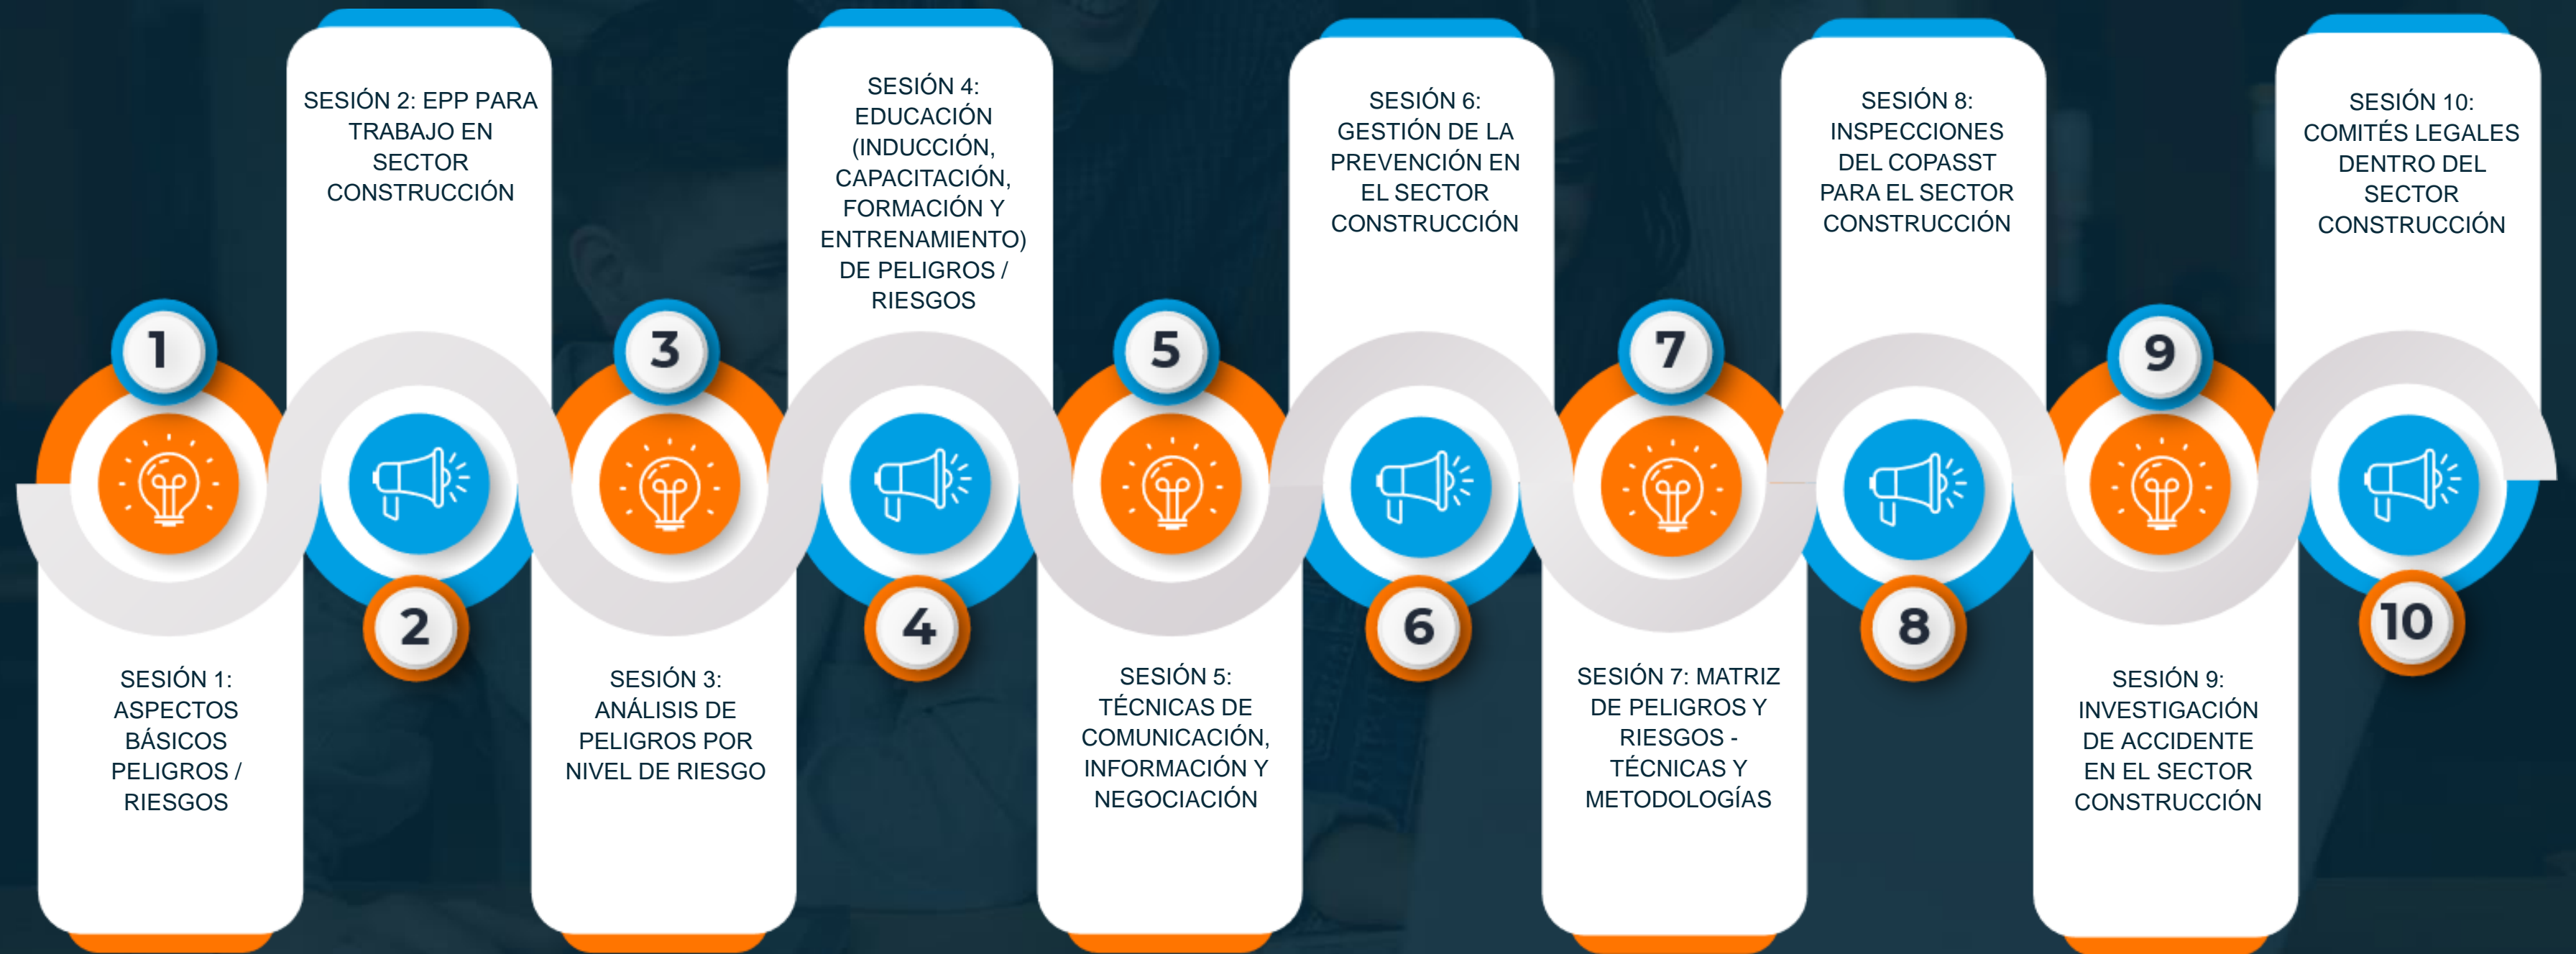 1
SESIÓN 1:
ASPECTOS
BÁSICOS
PELIGROS /
RIESGOS
SESIÓN 2: EPP PARA
TRABAJO EN
SECTOR
CONSTRUCCIÓN
2
3
SESIÓN 3:
ANÁLISIS DE
PELIGROS POR
NIVEL DE RIESGO
SESIÓN 4:
EDUCACIÓN
(INDUCCIÓN,
CAPACITACIÓN,
FORMACIÓN Y
ENTRENAMIENTO)
DE PELIGROS /
RIESGOS
4
5
SESIÓN 5:
TÉCNICAS DE
COMUNICACIÓN,
INFORMACIÓN Y
NEGOCIACIÓN
SESIÓN 6:
GESTIÓN DE LA
PREVENCIÓN EN
EL SECTOR
CONSTRUCCIÓN
6
7
SESIÓN 7: MATRIZ
DE PELIGROS Y
RIESGOS -
TÉCNICAS Y
METODOLOGÍAS
SESIÓN 8:
INSPECCIONES
DEL COPASST
PARA EL SECTOR
CONSTRUCCIÓN
8
9
SESIÓN 9:
INVESTIGACIÓN
DE ACCIDENTE
EN EL SECTOR
CONSTRUCCIÓN
SESIÓN 10:
COMITÉS LEGALES
DENTRO DEL
SECTOR
CONSTRUCCIÓN
10